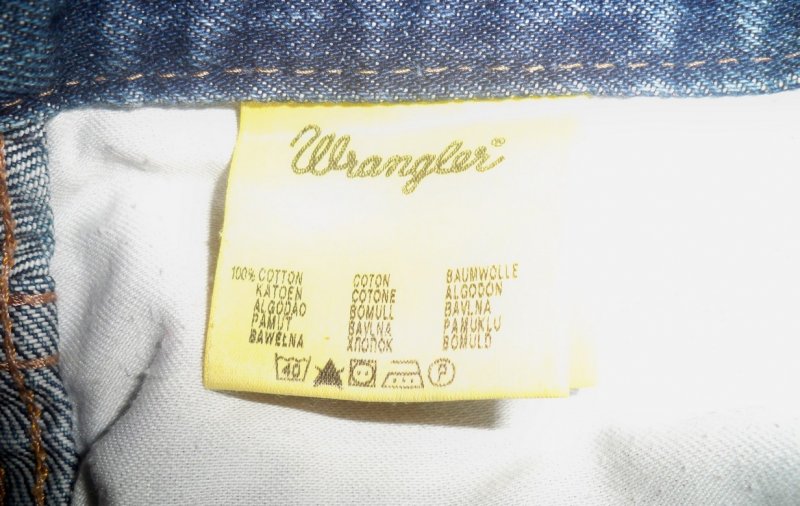 Wrangler®
100% COTTON COTON BAUMWOLLE
KATOEN COTONE ALGODON
ALGODAO BOMULL BAVLNA
PAMUT BAVLNA PAMUKLU
BAWEŁNA ХЛОПОК BOMULD
40 P